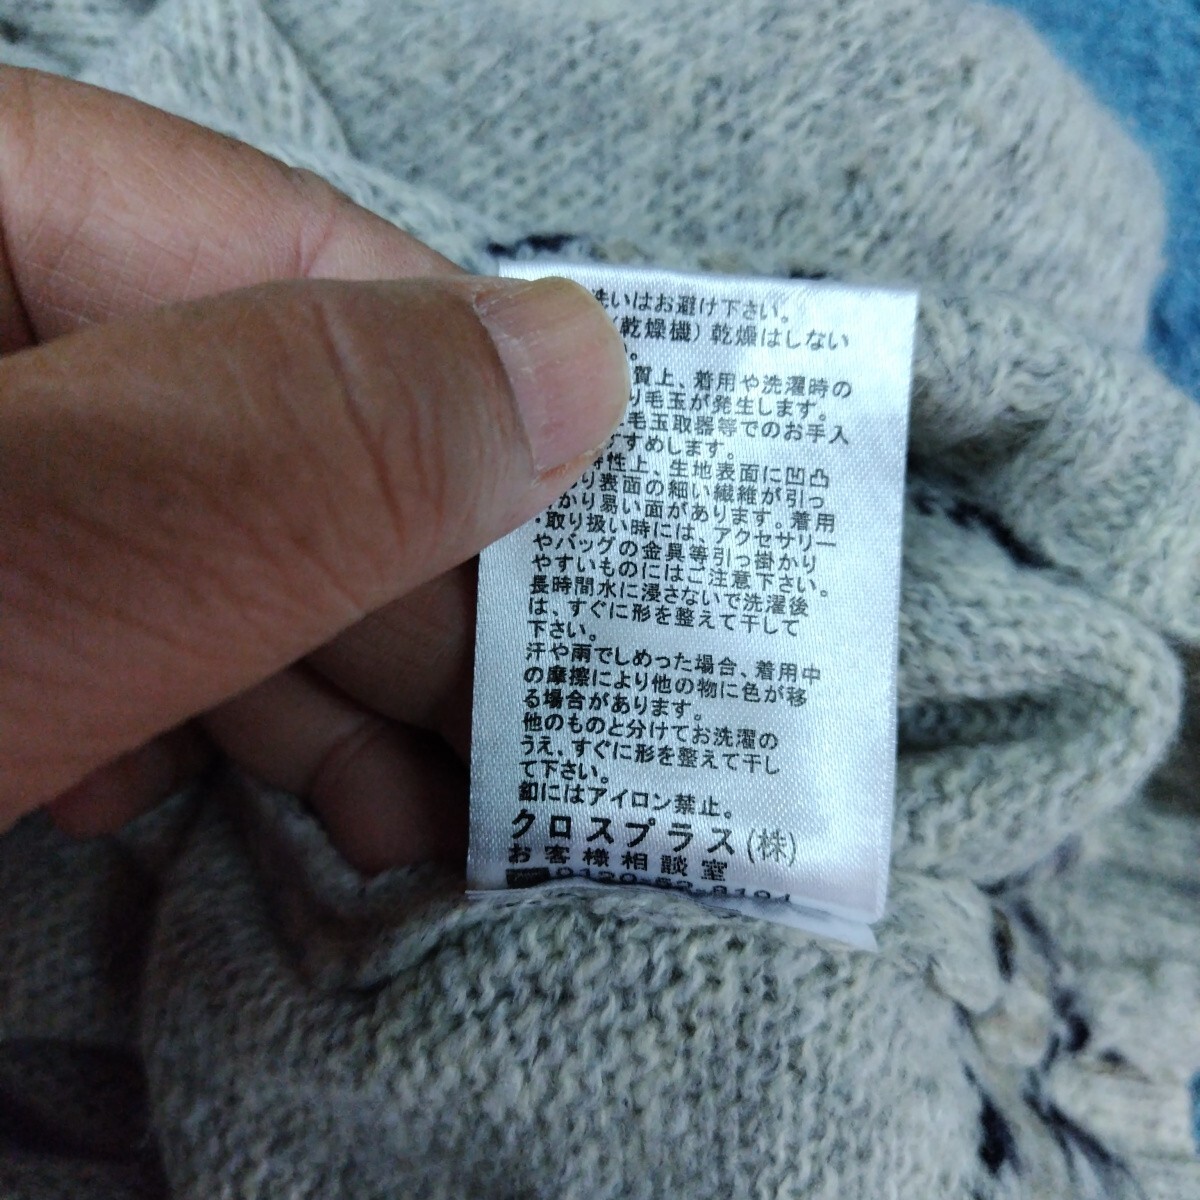 洗いはお避け下さい。
(乾燥機)乾燥はしない
。
質上、着用や洗濯時の
り毛玉が発生します。
毛玉取器等でのお手入
すすめします。
特性上、生地表面に凹凸
り表面の細い繊維が引っ
かり易い面があります。着用
・取り扱い時には、アクセサリー
やバッグの金具等引っ掛かり
やすいものにはご注意下さい。
長時間水に浸さないで洗濯後
は、すぐに形を整えて干して
下さい。
汗や雨でしめった場合、着用中
の摩擦により他の物に色が移
る場合があります。
他のものと分けてお洗濯の
うえ、すぐに形を整えて干し
て下さい。
釦にはアイロン禁止。
クロスプラス(株)
お客様相談室
0120-52-8194